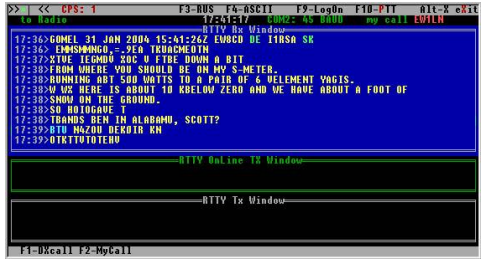 >> << CPS: 1 F3-RUS F4-ASCII F9-LogOn F10-PTT Alt-X eXit
to Radio 17:41:17 COM2: 45 BAUD my call EW1LN
RTTY Rx Window
17:36>GOMEL 31 JAN 2004 15:41:26Z EW8CD DE I1RSA SK
17:36> EMMSMMNGO,=.9EA TKUACMEOTN
17:37>XTVE IEGMDV XOC V FTBE DOWN A BIT
17:38>FROM WHERE YOU SHOULD BE ON MY S-METER.
17:38>RUNNING ABT 500 WATTS TO A PAIR OF 6 VELEMENT YAGIS.
17:38>W WX HERE IS ABOUT 10 KBELOW ZERO AND WE HAVE ABOUT A FOOT OF
17:38>SNOW ON THE GROUND.
17:38>SO HOIOGAVE T
17:38>TBANDS BEN IN ALABAMU, SCOTT?
17:39>BTU N4ZOU DEKØIR KN
17:39>OTKTTVTOTEHV
RTTY OnLine TX Window
RTTY Tx Window
F1-DXcall F2-MyCall